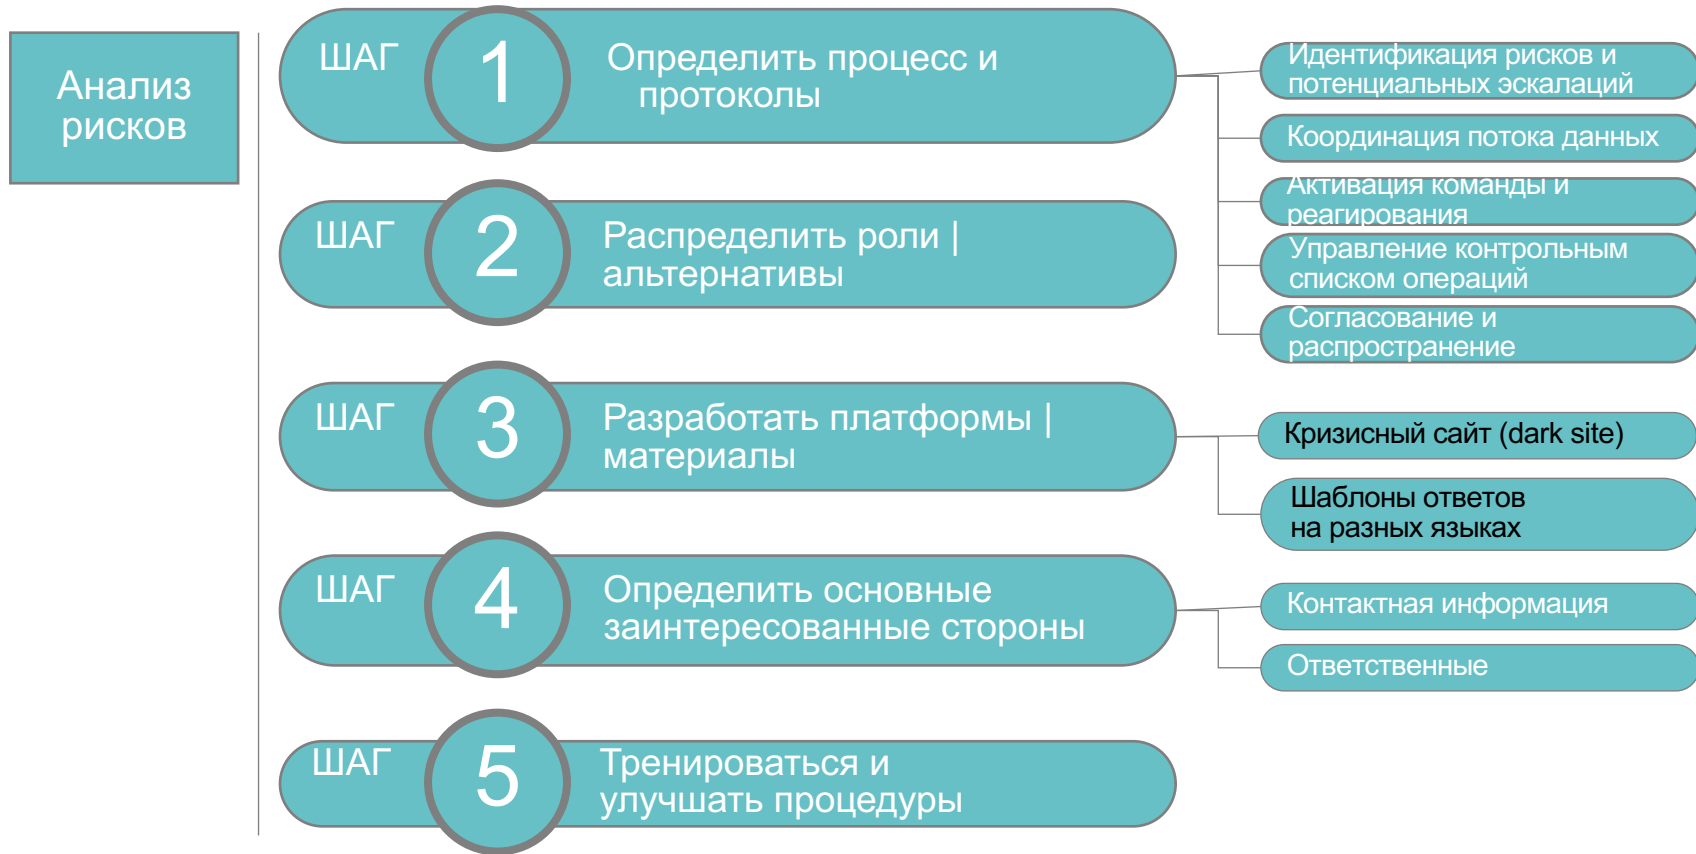 Анализ
рисков
ШАГ 1 Определить процесс и
протоколы
Идентификация рисков и
потенциальных эскалаций
Координация потока данных
Активация команды и
реагирования
Управление контрольным
списком операций
Согласование и
распространение
ШАГ 2 Распределить роли |
альтернативы
ШАГ 3 Разработать платформы |
материалы
Кризисный сайт (dark site)
Шаблоны ответов
на разных языках
ШАГ 4 Определить основные
заинтересованные стороны
Контактная информация
Ответственные
ШАГ 5 Тренироваться и
улучшать процедуры